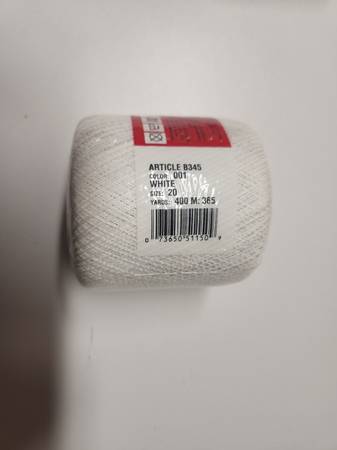 ARTICLE B345
COLOR: 001
WHITE
SIZE: 20
YARDS: 400 M: 365
0 73650 51150 9